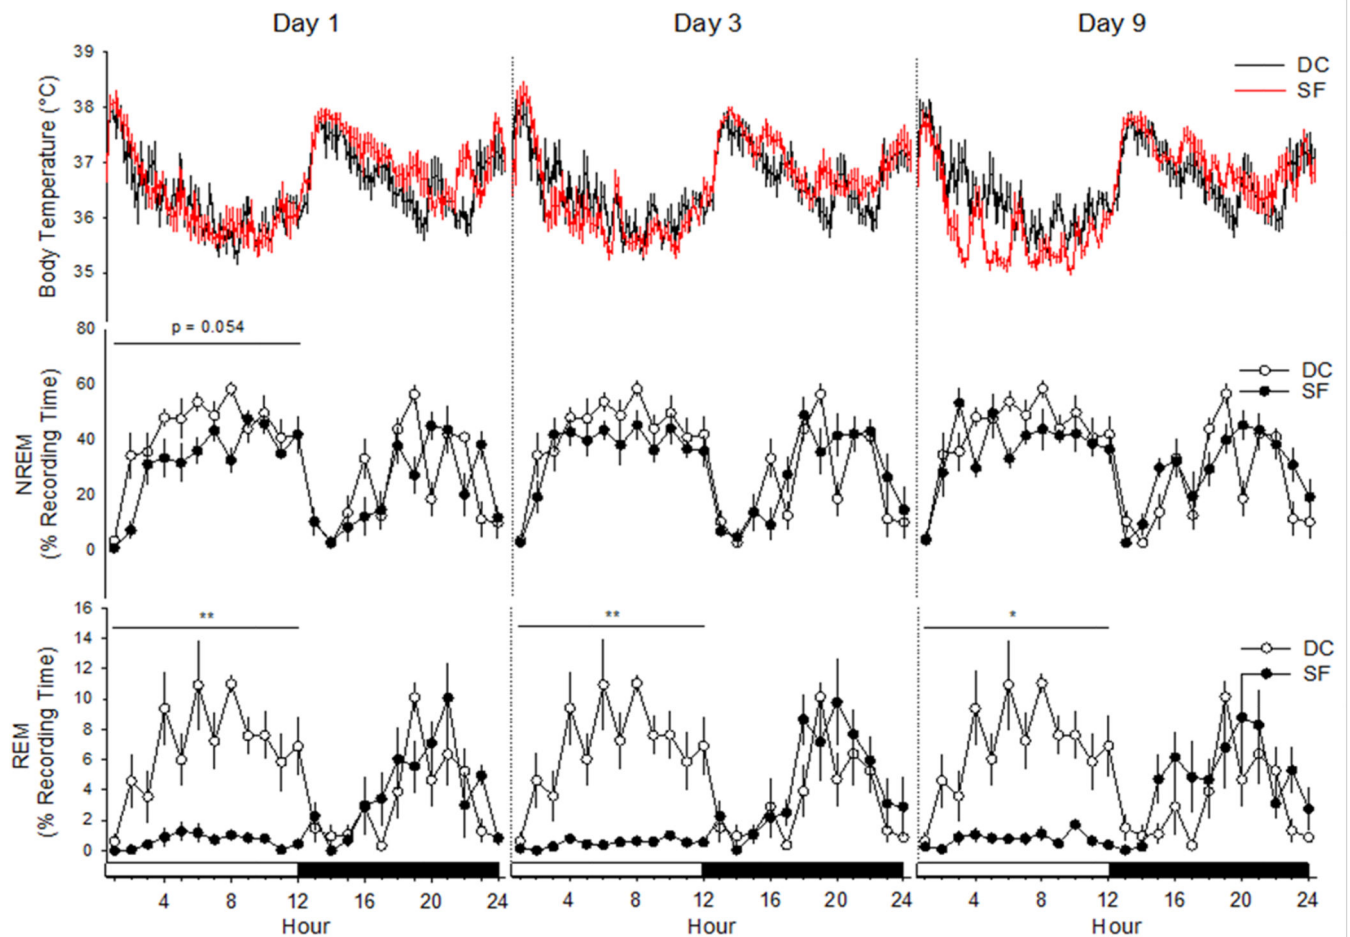 Day 1
Day 3
Day 9
39
38
37
36
35
Body Temperature (°C)
DC
SF
80
60
40
20
0
NREM
(% Recording Time)
p = 0.054
DC
SF
16
14
12
10
8
6
4
2
0
REM
(% Recording Time)
**
**
*
DC
SF
4 8 12 16 20 24
4 8 12 16 20 24
4 8 12 16 20 24
Hour
Hour
Hour